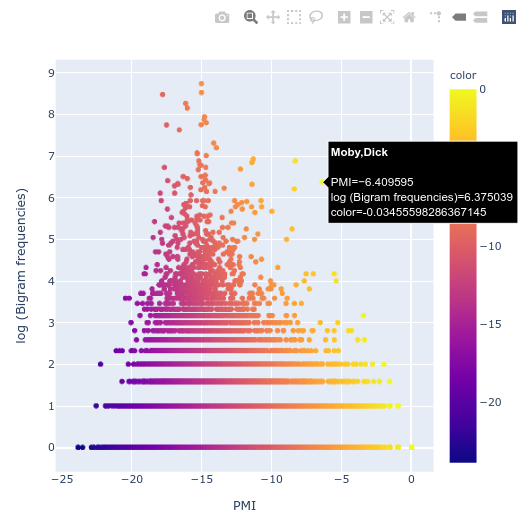 9
8
7
6
5
4
3
2
1
0
log (Bigram frequencies)
−25
−20
−15
−10
−5
0
PMI
color
0
−10
−15
−20
Moby,Dick
PMI=−6.409595
log (Bigram frequencies)=6.375039
color=-0.03455598286367145